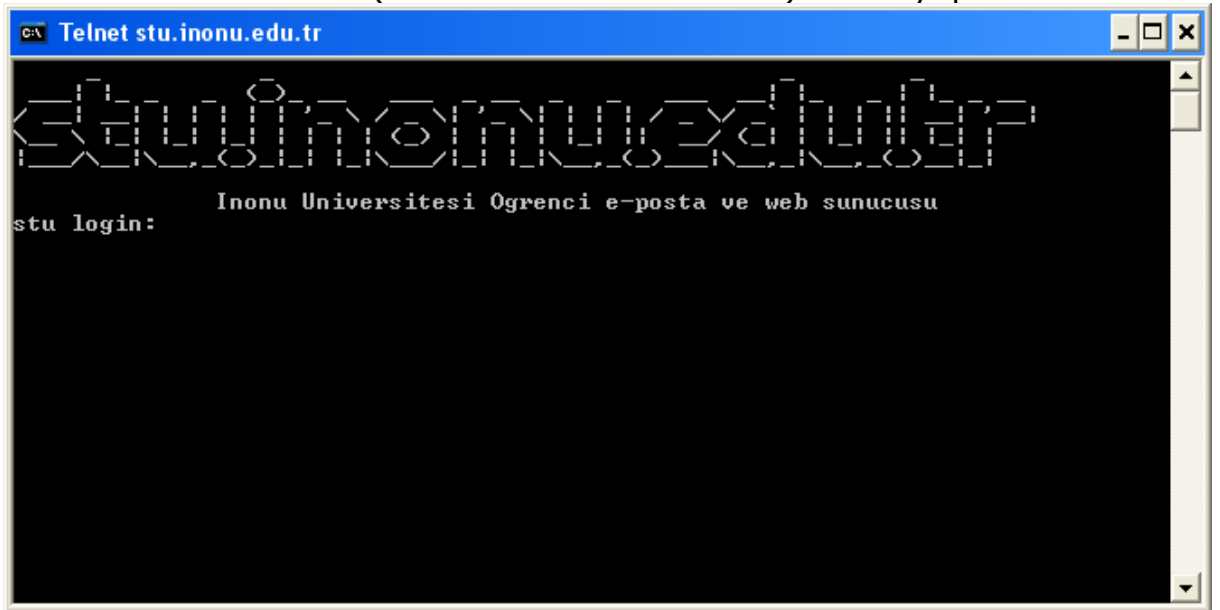 Telnet stu.inonu.edu.tr
stu.inonu.edu.tr
Inonu Universitesi Ogrenci e-posta ve web sunucusu
stu login: